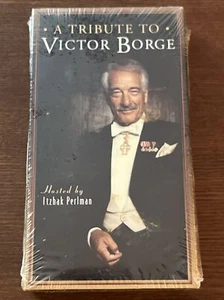 A TRIBUTE TO
VICTOR BORGE
Hosted by
Itzhak Perlman